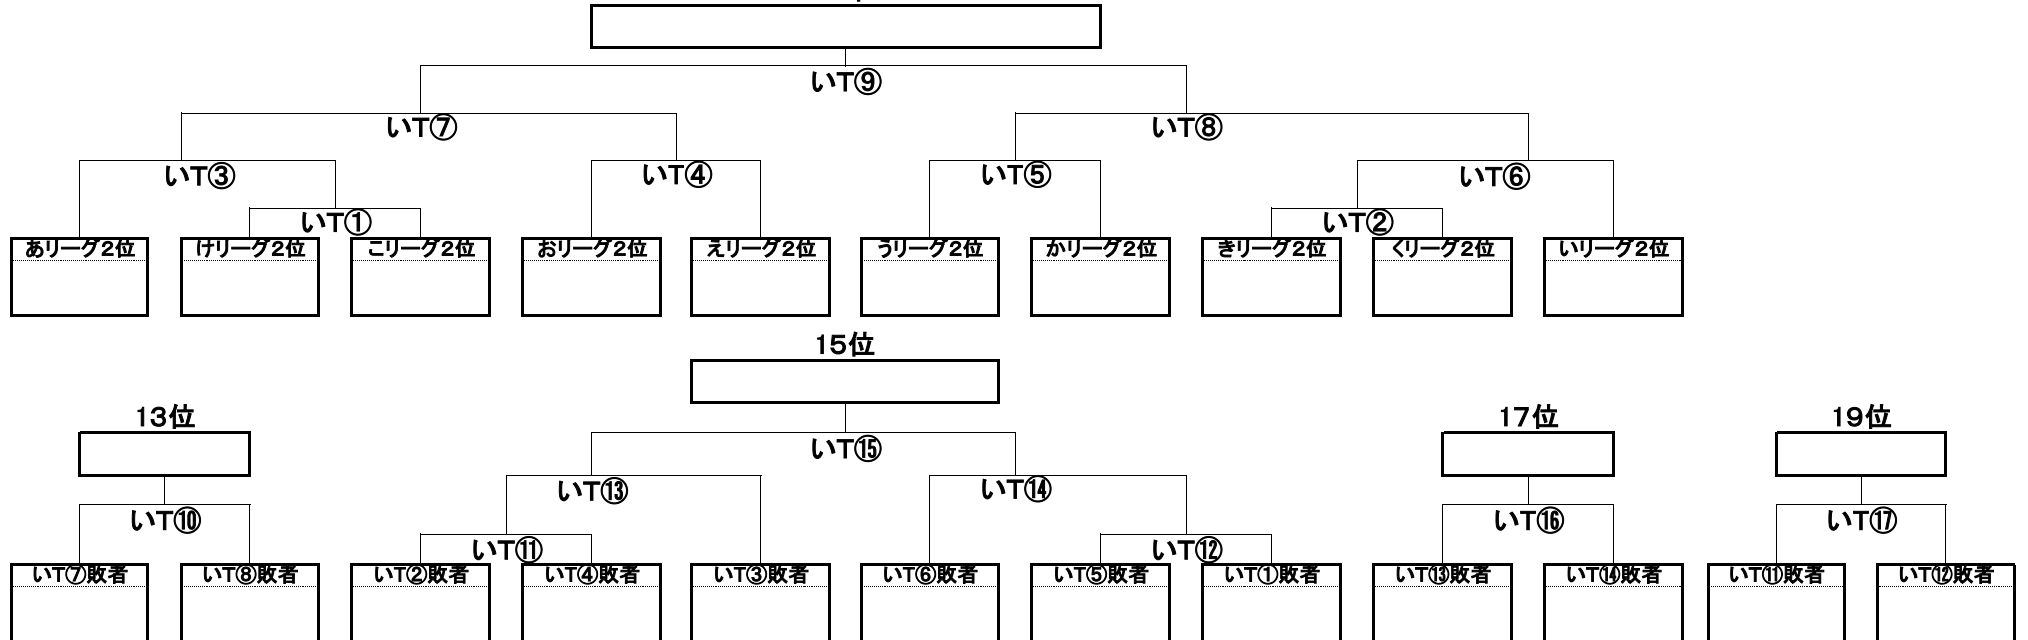 いT⑨
いT⑦ いT⑧
いT③ いT④ いT⑤ いT⑥
いT① いT②
あリーグ２位 けリーグ２位 こリーグ２位 おリーグ２位 えリーグ２位 うリーグ２位 かリーグ２位 きリーグ２位 くリーグ２位 いリーグ２位
15位
13位 17位 19位
いT⑮
いT⑬ いT⑭
いT⑩ いT⑯ いT⑰
いT⑪ いT⑫
いT⑦敗者 いT⑧敗者 いT②敗者 いT④敗者 いT③敗者 いT⑥敗者 いT⑤敗者 いT①敗者 いT⑬敗者 いT⑭敗者 いT⑪敗者 いT⑫敗者